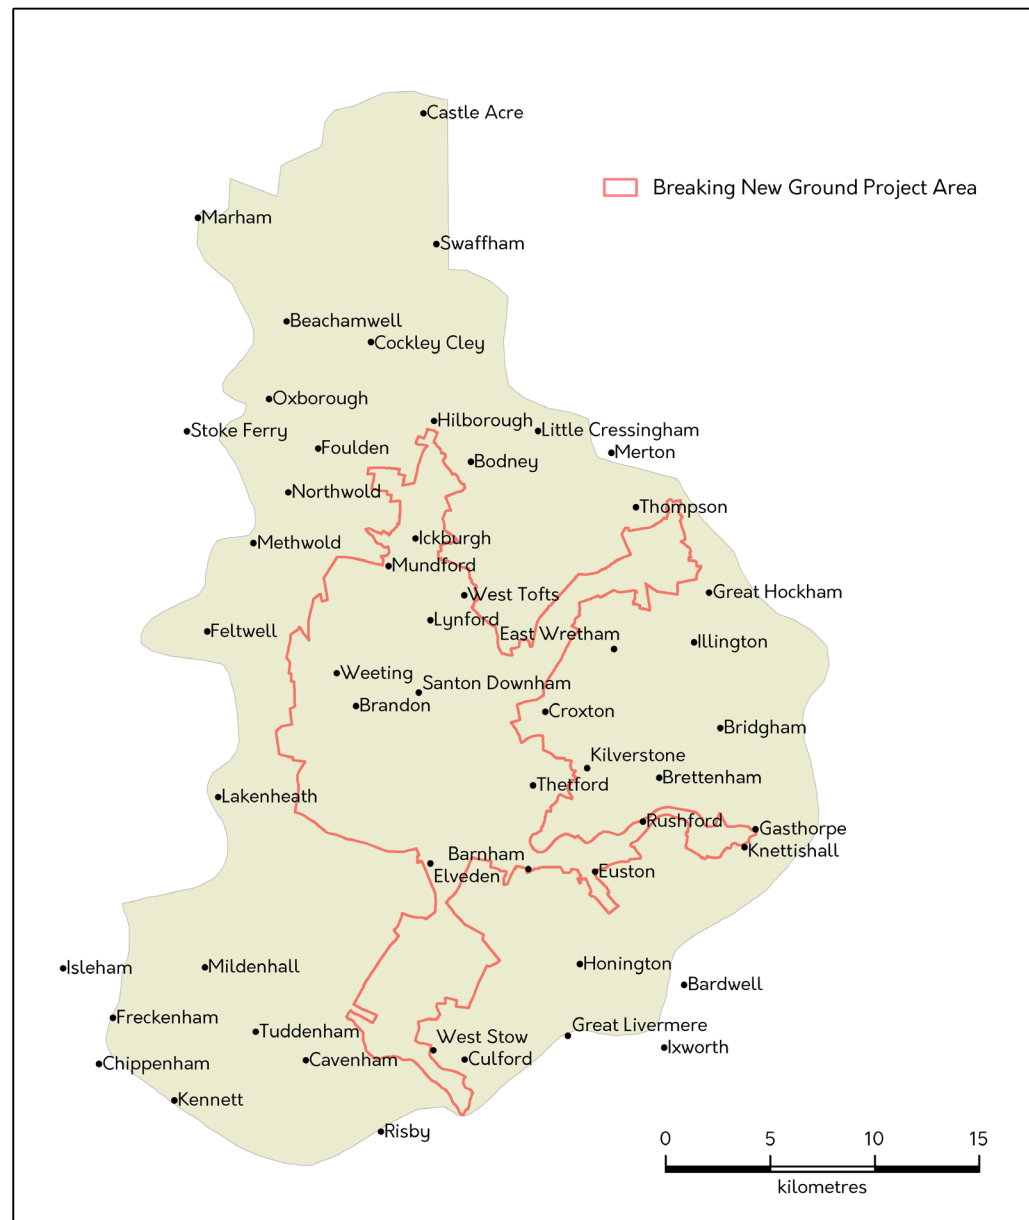 Castle Acre
Breaking New Ground Project Area
Marham
Swaffham
Beachamwell
Cockley Cley
Oxborough
Hilborough
Stoke Ferry
Little Cressingham
Foulden
Merton
Bodney
Northwold
Thompson
Ickburgh
Methwold
Mundford
Great Hockham
West Tofts
Lynford
Feltwell
East Wretham
Illington
Weeting
Santon Downham
Brandon
Croxton
Bridgham
Kilverstone
Brettenham
Thetford
Lakenheath
Rushford
Gasthorpe
Knettishall
Barnham
Elveden
Euston
Isleham
Mildenhall
Honington
Bardwell
Freckenham
Great Livermere
Tuddenham
West Stow
Ixworth
Chippenham
Cavenham
Culford
Kennett
Risby
0 5 10 15
kilometres